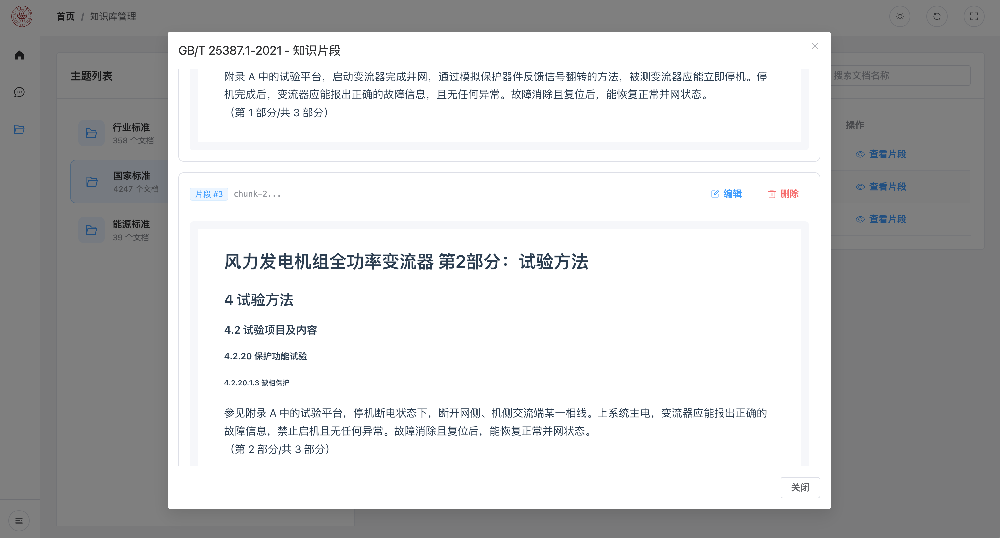 首页 / 知识库管理
主题列表
行业标准
358 个文档
国家标准
4247 个文档
能源标准
39 个文档
搜索文档名称
操作
查看片段
查看片段
查看片段
GB/T 25387.1-2021 - 知识片段
附录 A 中的试验平台，启动变流器完成并网，通过模拟保护器件反馈信号翻转的方法，被测变流器应能立即停机。停
机完成后，变流器应能报出正确的故障信息，且无任何异常。故障消除且复位后，能恢复正常并网状态。
（第 1 部分/共 3 部分）
片段 #3 chunk-2...
编辑 删除
风力发电机组全功率变流器 第2部分：试验方法
4 试验方法
4.2 试验项目及内容
4.2.20 保护功能试验
4.2.20.1.3 缺相保护
参见附录 A 中的试验平台，停机断电状态下，断开网侧、机侧交流端某一相线。上系统主电，变流器应能报出正确的
故障信息，禁止启机且无任何异常。故障消除且复位后，能恢复正常并网状态。
（第 2 部分/共 3 部分）
关闭